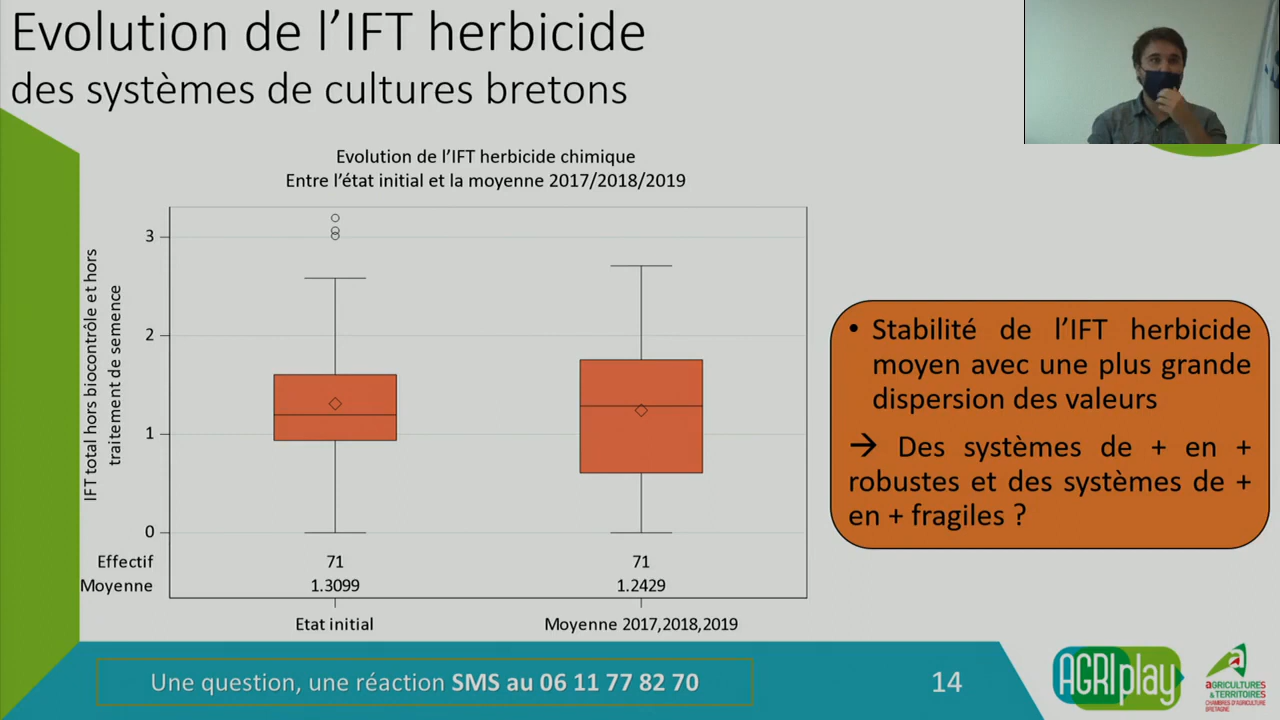 Evolution de l’IFT herbicide
des systèmes de cultures bretons
Evolution de l’IFT herbicide chimique
Entre l’état initial et la moyenne 2017/2018/2019
IFT total hors biocontrôle et hors
traitement de semence
3
2
1
0
Effectif 71 71
Moyenne 1.3099 1.2429
Etat initial Moyenne 2017,2018,2019
• Stabilité de l’IFT herbicide
moyen avec une plus grande
dispersion des valeurs
→ Des systèmes de + en +
robustes et des systèmes de +
en + fragiles ?
Une question, une réaction SMS au 06 11 77 82 70
14
AGRIplay
aGRICULTURES
& TERRITOIRES
CHAMBRES D'AGRICULTURE
BRETAGNE